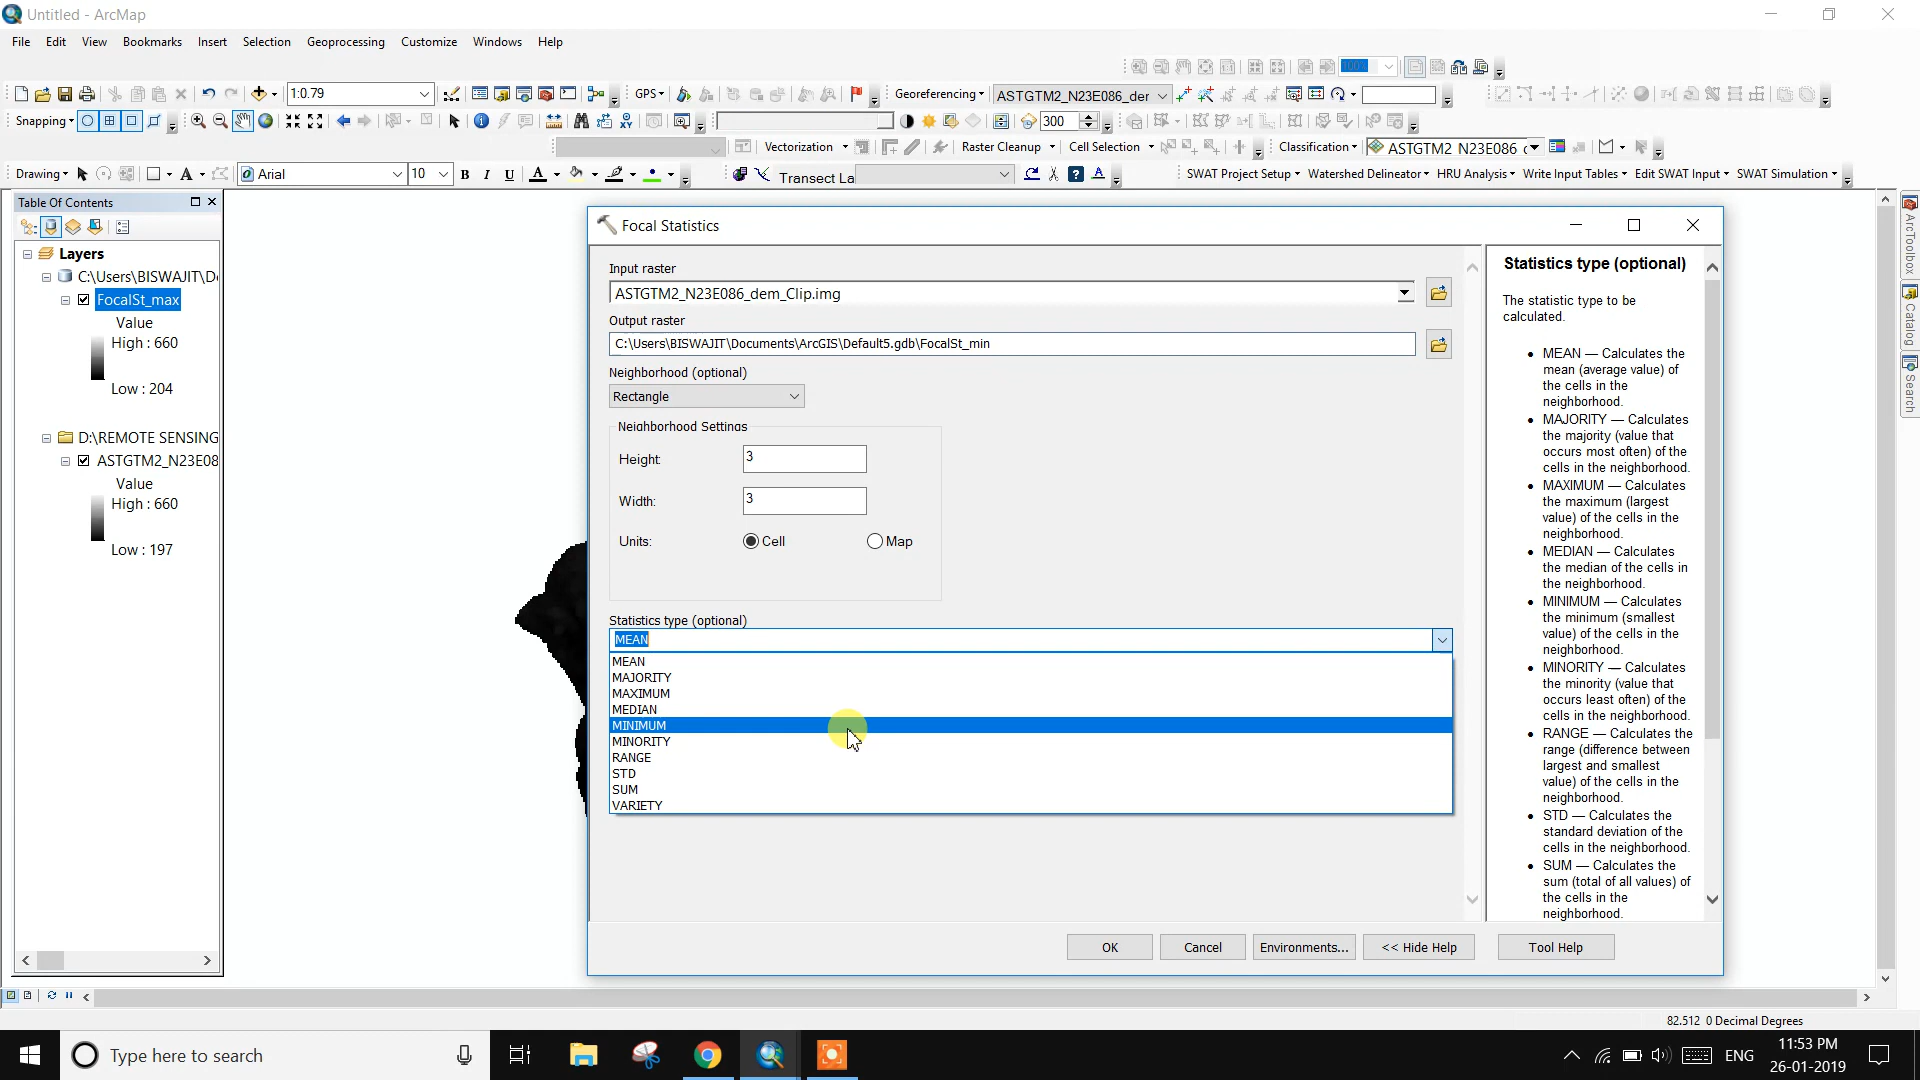 Untitled - ArcMap
File Edit View Bookmarks Insert Selection Geoprocessing Customize Windows Help
100%
1:0.79 GPS Georeferencing ASTGTM2_N23E086_der
Snapping 300
Vectorization Raster Cleanup Cell Selection Classification ASTGTM2 N23E086
Drawing A Arial 10 B I U A Transect La SWAT Project Setup Watershed Delineator HRU Analysis Write Input Tables Edit SWAT Input SWAT Simulation
Table Of Contents
Layers
C:\Users\BISWAJIT\D
FocalSt_max
Value
High : 660
Low : 204
D:\REMOTE SENSING
ASTGTM2_N23E08
Value
High : 660
Low : 197
Focal Statistics
Input raster
ASTGTM2_N23E086_dem_Clip.img
Output raster
C:\Users\BISWAJIT\Documents\ArcGIS\Default5.gdb\FocalSt_min
Neighborhood (optional)
Rectangle
Neighborhood Settings
Height: 3
Width: 3
Units: Cell Map
Statistics type (optional)
MEAN
MEAN
MAJORITY
MAXIMUM
MEDIAN
MINIMUM
MINORITY
RANGE
STD
SUM
VARIETY
OK Cancel Environments... << Hide Help Tool Help
Statistics type (optional)
The statistic type to be
calculated.
• MEAN — Calculates the
mean (average value) of
the cells in the
neighborhood.
• MAJORITY — Calculates
the majority (value that
occurs most often) of the
cells in the neighborhood.
• MAXIMUM — Calculates
the maximum (largest
value) of the cells in the
neighborhood.
• MEDIAN — Calculates
the median of the cells in
the neighborhood.
• MINIMUM — Calculates
the minimum (smallest
value) of the cells in the
neighborhood.
• MINORITY — Calculates
the minority (value that
occurs least often) of the
cells in the neighborhood.
• RANGE — Calculates the
range (difference between
largest and smallest
value) of the cells in the
neighborhood.
• STD — Calculates the
standard deviation of the
cells in the neighborhood.
• SUM — Calculates the
sum (total of all values) of
the cells in the
neighborhood.
ArcToolbox
Catalog
Search
82.512 0 Decimal Degrees
Type here to search
ENG
11:53 PM
26-01-2019